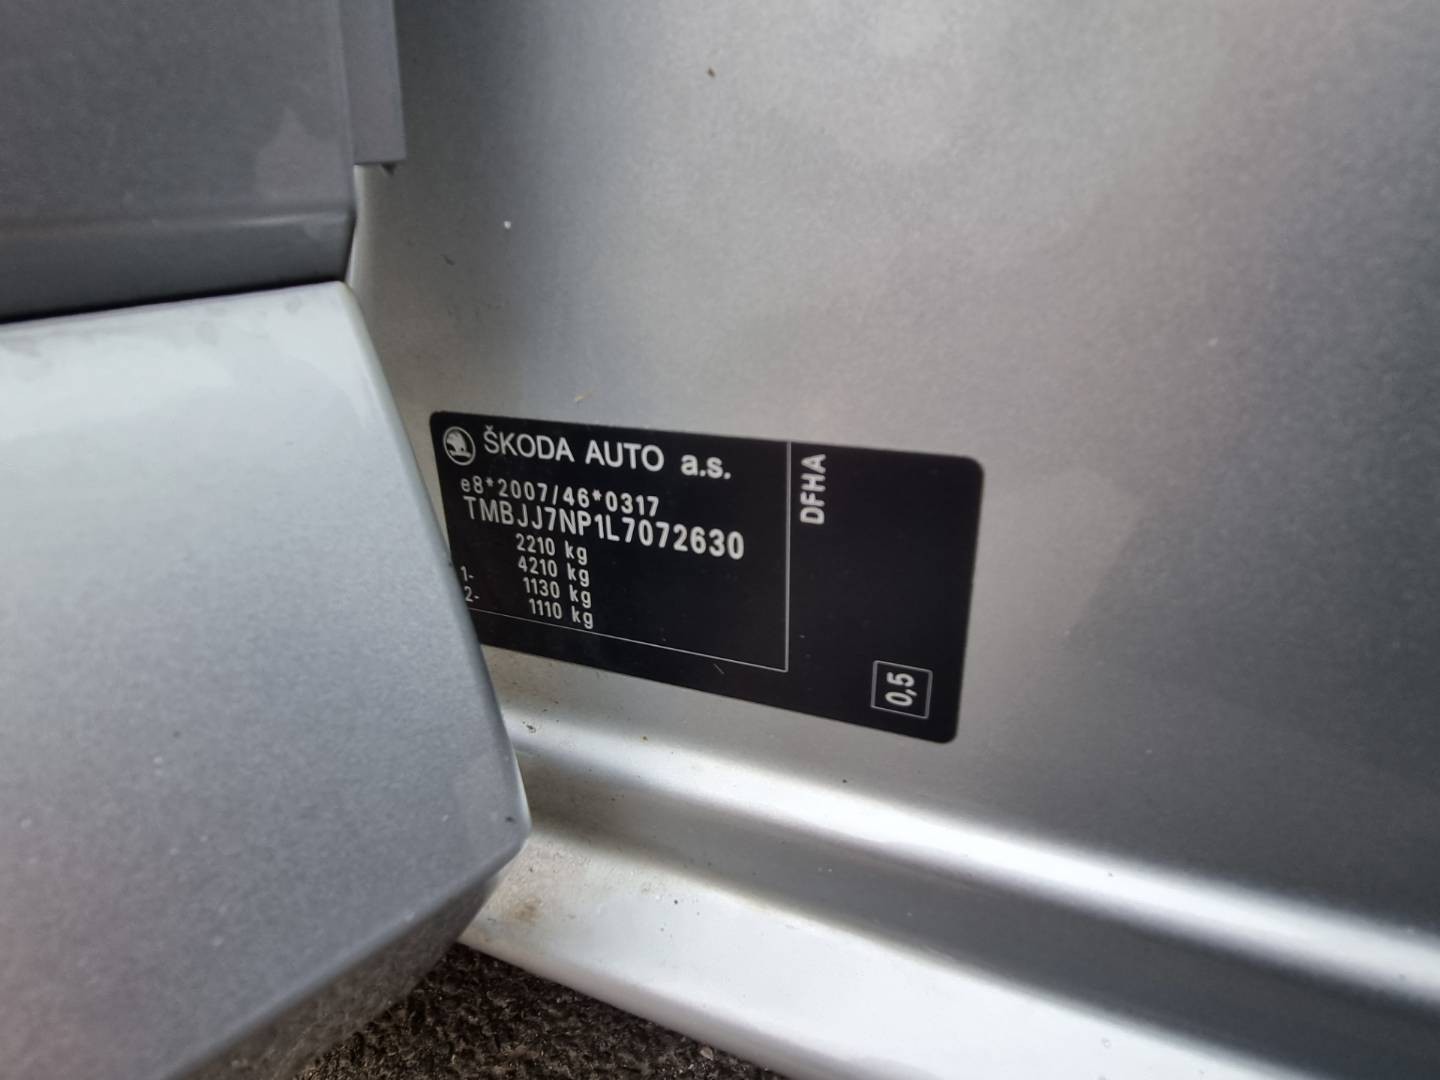 ŠKODA AUTO a.s.
e8*2007/46*0317
TMBJJ7NP1L7072630
2210 kg
4210 kg
1- 1130 kg
2- 1110 kg
DFHA
0,5